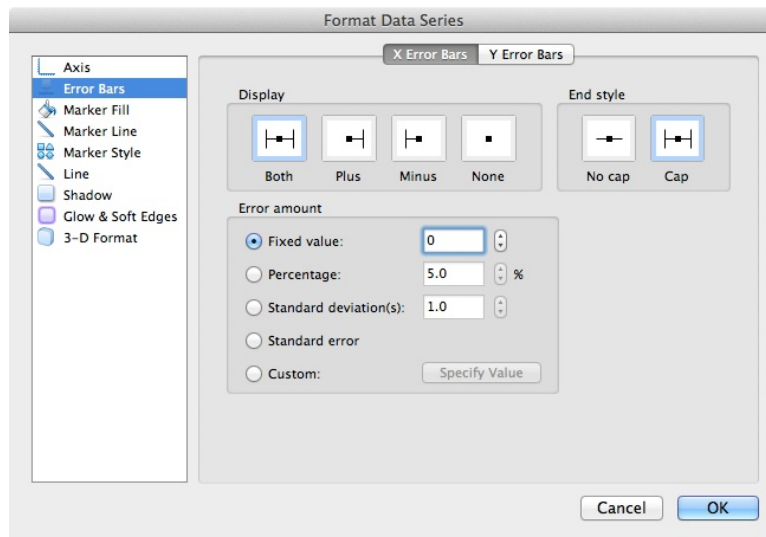 Format Data Series
X Error Bars Y Error Bars
Axis
Error Bars
Marker Fill
Marker Line
Marker Style
Line
Shadow
Glow & Soft Edges
3-D Format
Display
Both Plus Minus None
End style
No cap Cap
Error amount
Fixed value: 0
Percentage: 5.0 %
Standard deviation(s): 1.0
Standard error
Custom: Specify Value
Cancel OK